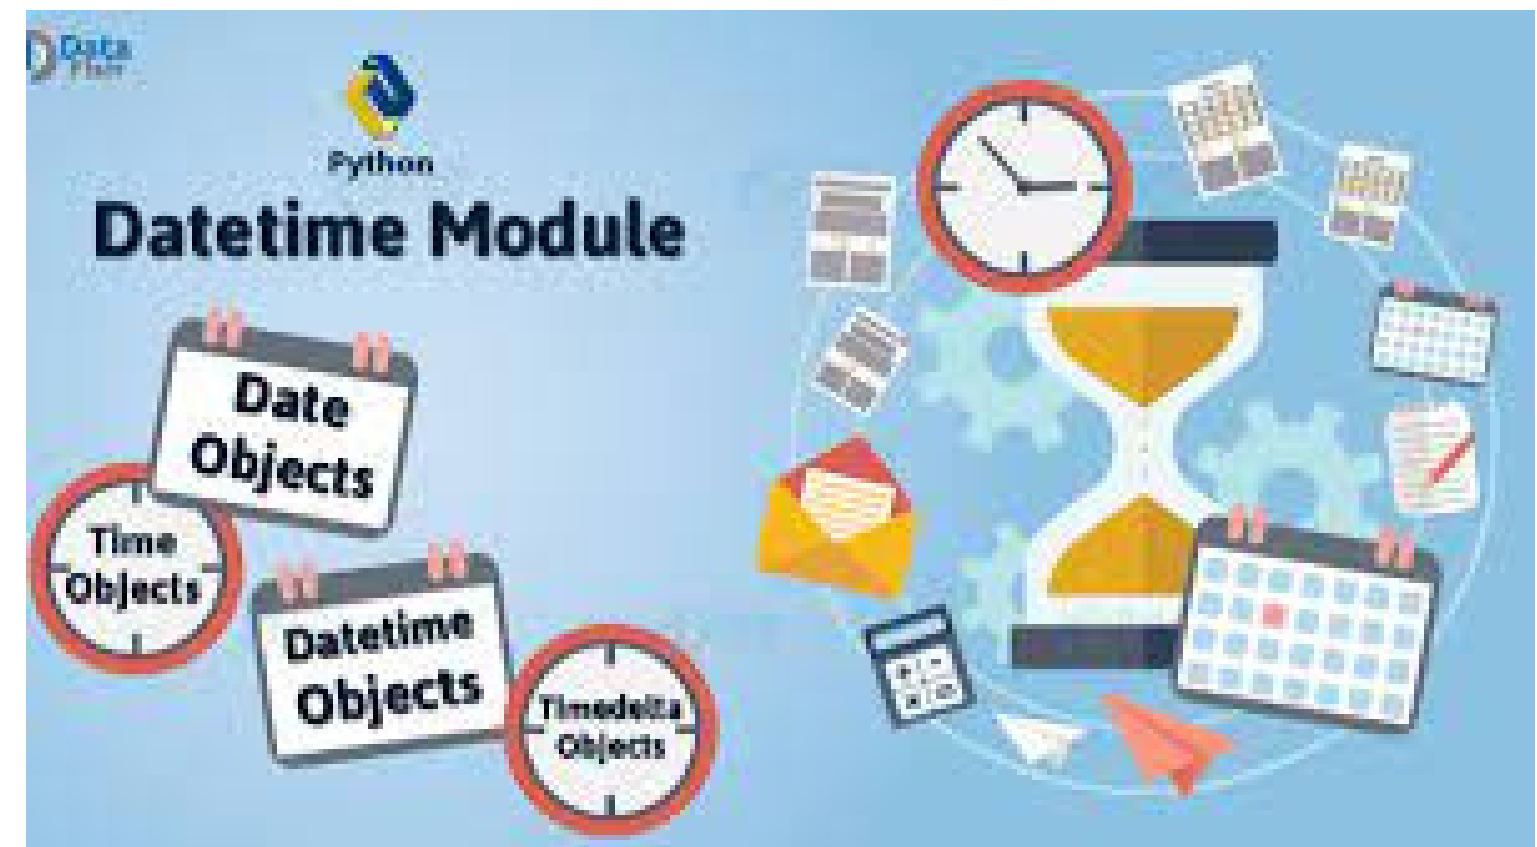 Data
Flair
Python
Datetime Module
Date
Objects
Time
Objects
Datetime
Objects
Timedelta
Objects